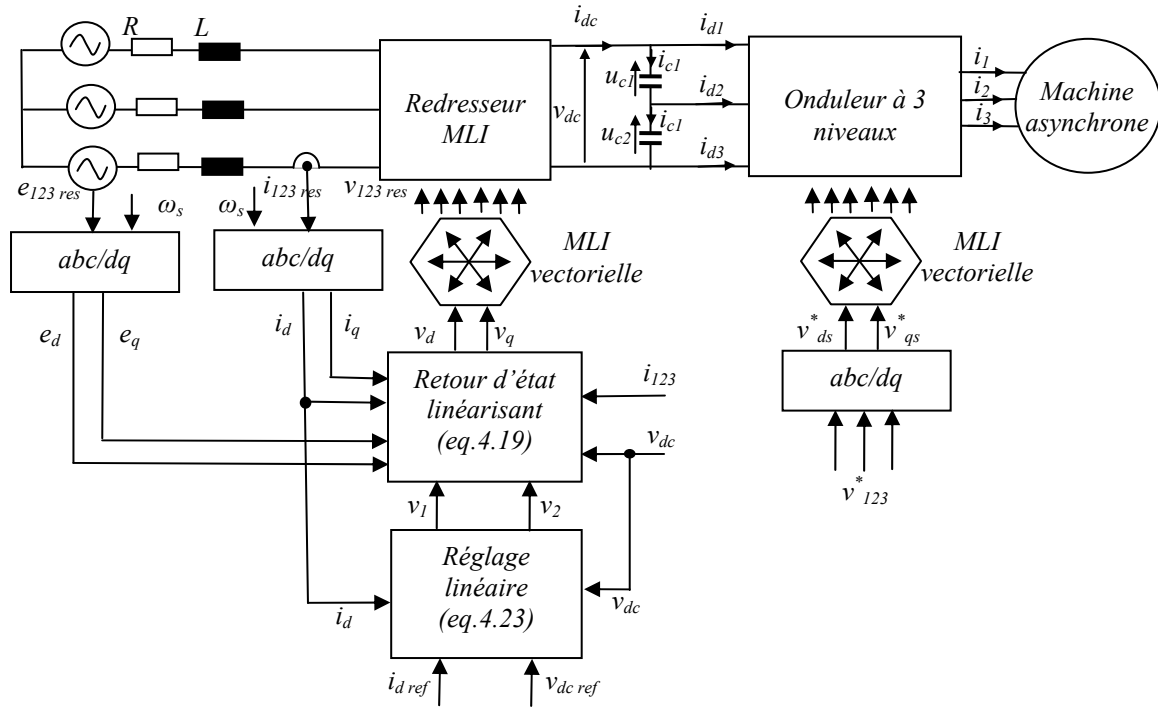 R L
i_dc
i_d1
Redresseur
MLI
v_dc
u_c1
i_c1
i_d2
u_c2
i_c1
i_d3
Onduleur à 3
niveaux
i_1
i_2
i_3
Machine
asynchrone
e_123 res
i_123 res
v_123 res
ω_s
ω_s
abc/dq
abc/dq
MLI
vectorielle
MLI
vectorielle
e_d
e_q
i_d
i_q
v_d
v_q
v*_ds
v*_qs
abc/dq
v*_123
Retour d’état
linéarisant
(eq.4.19)
i_123
v_dc
v_1
v_2
Réglage
linéaire
(eq.4.23)
i_d
v_dc
i_d ref
v_dc ref